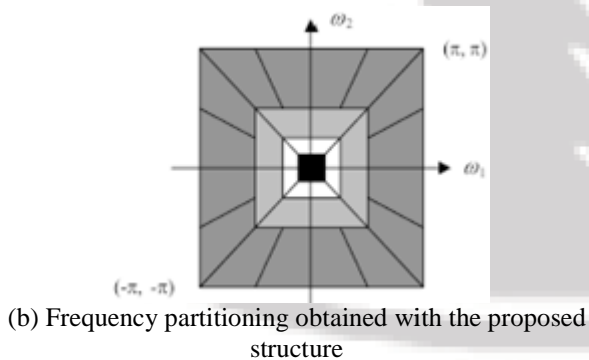 ω₂
(π, π)
ω₁
(-π, -π)
(b) Frequency partitioning obtained with the proposed
structure